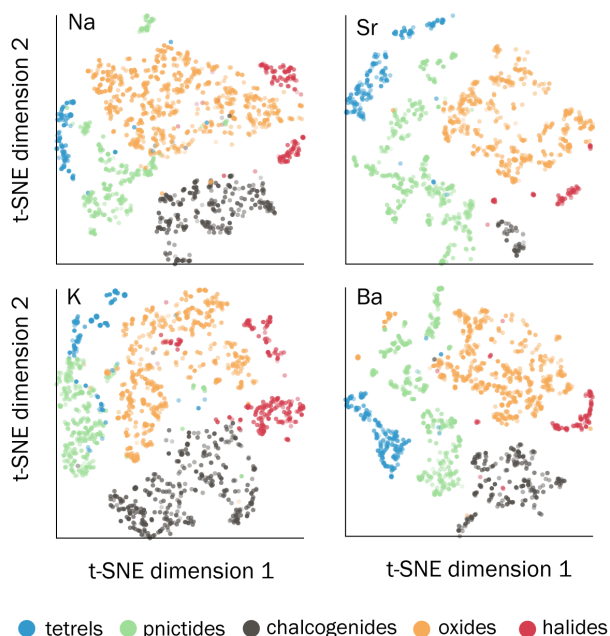 Na
Sr
t-SNE dimension 2
K
Ba
t-SNE dimension 2
t-SNE dimension 1
t-SNE dimension 1
tetrels pnictides chalcogenides oxides halides